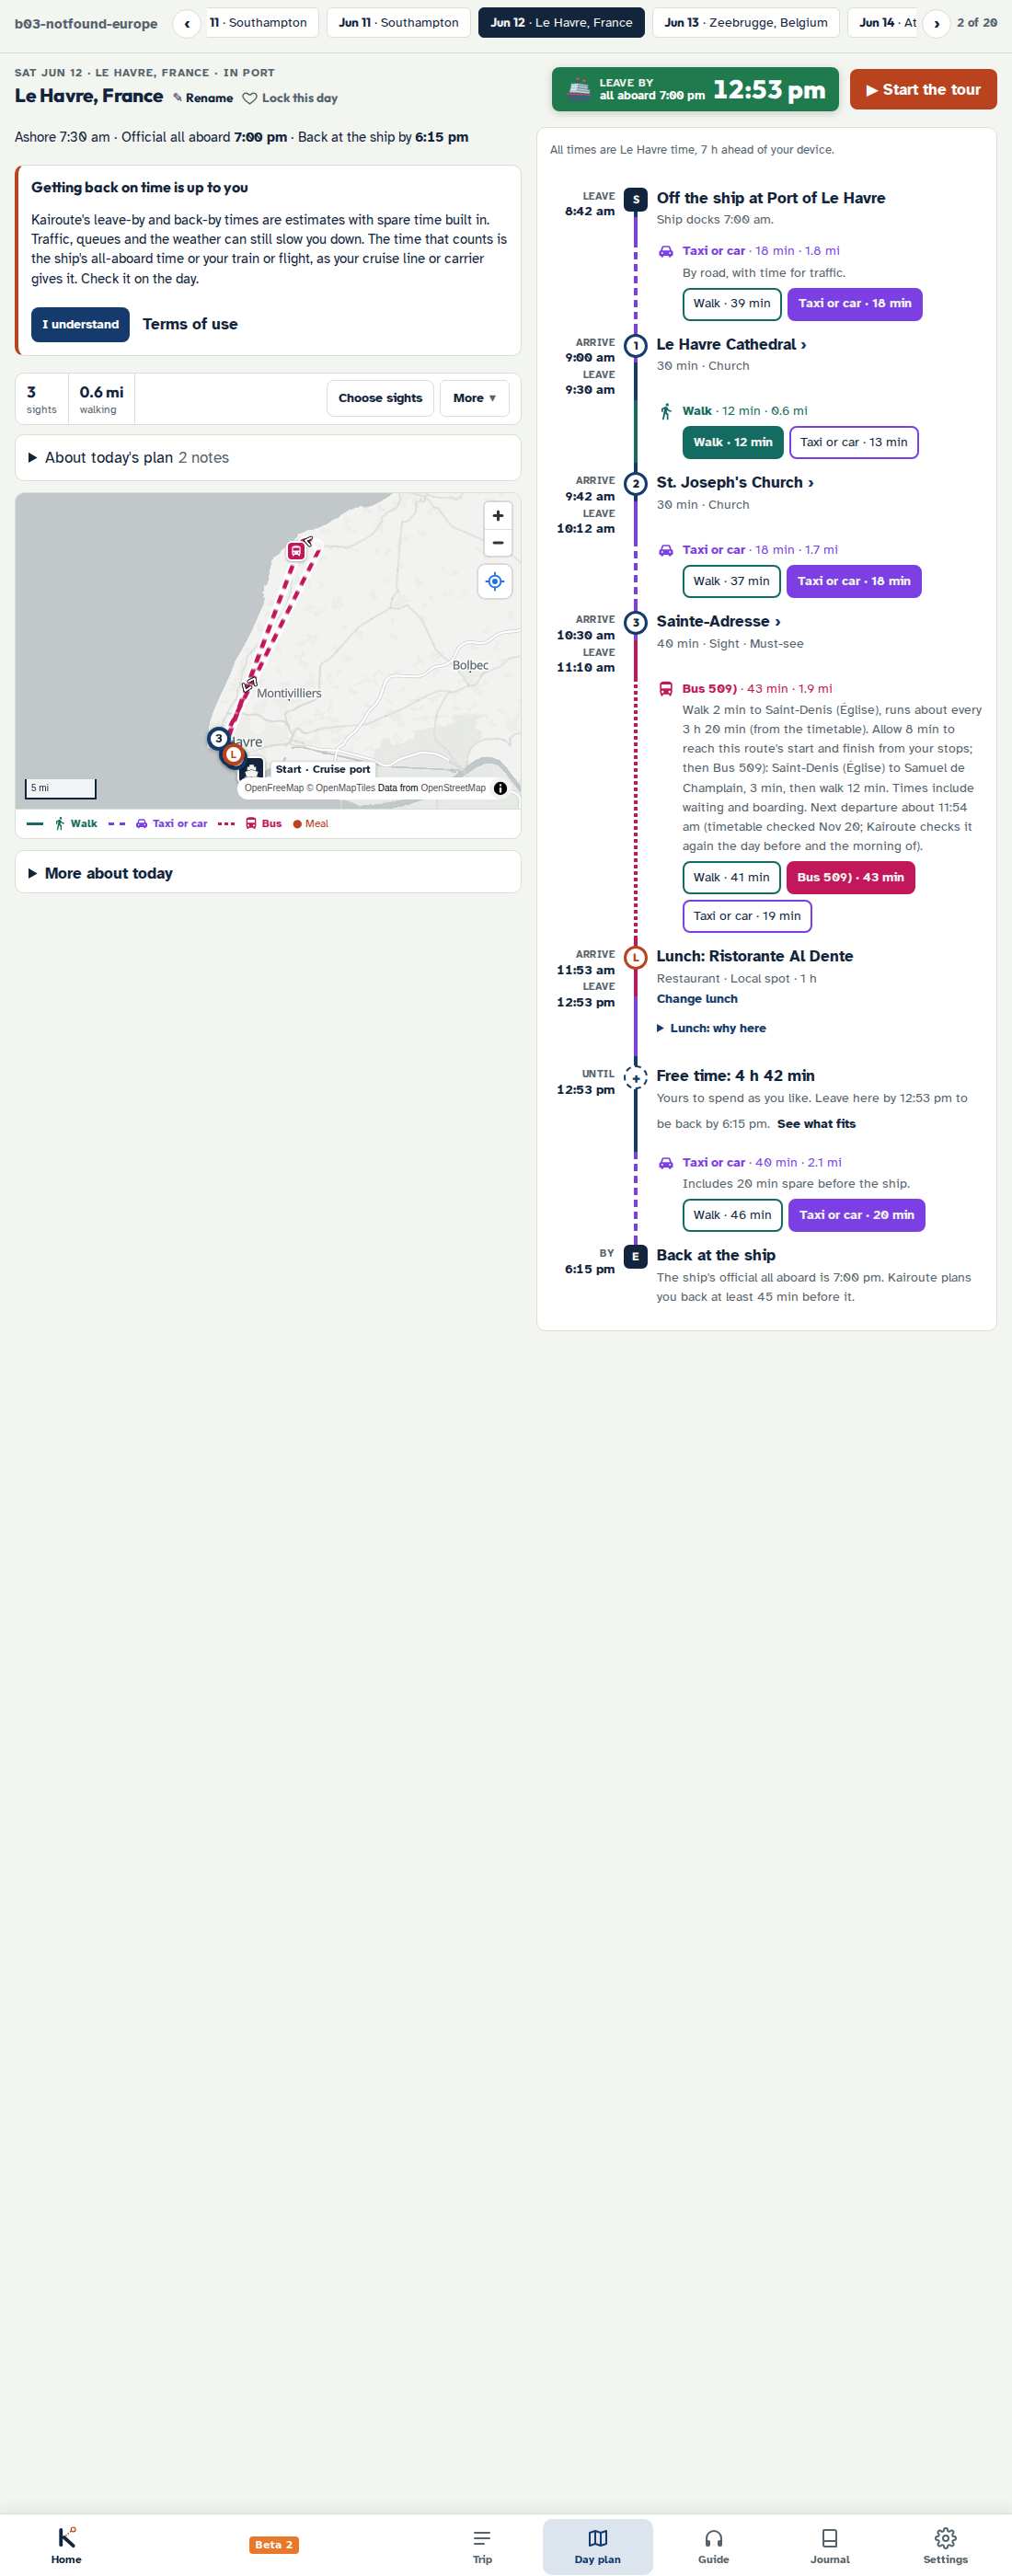 b03-notfound-europe
‹
11 · Southampton
Jun 11 · Southampton
Jun 12 · Le Havre, France
Jun 13 · Zeebrugge, Belgium
Jun 14 · At
›
2 of 20
SAT JUN 12 · LE HAVRE, FRANCE · IN PORT
Le Havre, France
✎ Rename
Lock this day
LEAVE BY
all aboard 7:00 pm
12:53 pm
▶ Start the tour
Ashore 7:30 am · Official all aboard 7:00 pm · Back at the ship by 6:15 pm
Getting back on time is up to you
Kairoute's leave-by and back-by times are estimates with spare time built in.
Traffic, queues and the weather can still slow you down. The time that counts is
the ship's all-aboard time or your train or flight, as your cruise line or carrier
gives it. Check it on the day.
I understand
Terms of use
3
sights
0.6 mi
walking
Choose sights
More ▼
▶ About today's plan 2 notes
+
−
Bolbec
Montivilliers
Havre
3
L
Start · Cruise port
5 mi
OpenFreeMap © OpenMapTiles Data from OpenStreetMap
Walk
Taxi or car
Bus
Meal
▶ More about today
All times are Le Havre time, 7 h ahead of your device.
LEAVE
8:42 am
S
Off the ship at Port of Le Havre
Ship docks 7:00 am.
Taxi or car · 18 min · 1.8 mi
By road, with time for traffic.
Walk · 39 min
Taxi or car · 18 min
ARRIVE
9:00 am
LEAVE
9:30 am
1
Le Havre Cathedral ›
30 min · Church
Walk · 12 min · 0.6 mi
Walk · 12 min
Taxi or car · 13 min
ARRIVE
9:42 am
LEAVE
10:12 am
2
St. Joseph's Church ›
30 min · Church
Taxi or car · 18 min · 1.7 mi
Walk · 37 min
Taxi or car · 18 min
ARRIVE
10:30 am
LEAVE
11:10 am
3
Sainte-Adresse ›
40 min · Sight · Must-see
Bus 509) · 43 min · 1.9 mi
Walk 2 min to Saint-Denis (Église), runs about every
3 h 20 min (from the timetable). Allow 8 min to
reach this route's start and finish from your stops;
then Bus 509): Saint-Denis (Église) to Samuel de
Champlain, 3 min, then walk 12 min. Times include
waiting and boarding. Next departure about 11:54
am (timetable checked Nov 20; Kairoute checks it
again the day before and the morning of).
Walk · 41 min
Bus 509) · 43 min
Taxi or car · 19 min
ARRIVE
11:53 am
LEAVE
12:53 pm
L
Lunch: Ristorante Al Dente
Restaurant · Local spot · 1 h
Change lunch
▶ Lunch: why here
UNTIL
12:53 pm
+
Free time: 4 h 42 min
Yours to spend as you like. Leave here by 12:53 pm to
be back by 6:15 pm. See what fits
Taxi or car · 40 min · 2.1 mi
Includes 20 min spare before the ship.
Walk · 46 min
Taxi or car · 20 min
BY
6:15 pm
E
Back at the ship
The ship's official all aboard is 7:00 pm. Kairoute plans
you back at least 45 min before it.
Home
Beta 2
Trip
Day plan
Guide
Journal
Settings